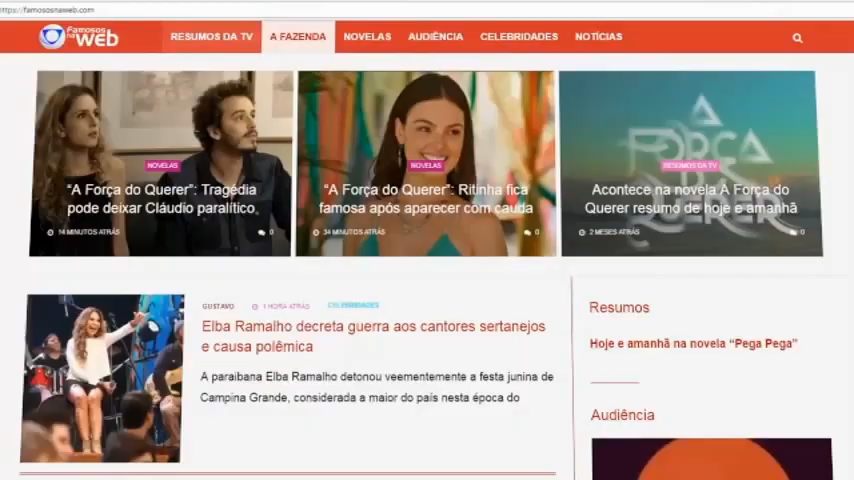 https://famososnaweb.com
Famosos
na WEB
RESUMOS DA TV
A FAZENDA
NOVELAS
AUDIÊNCIA
CELEBRIDADES
NOTÍCIAS
NOVELAS
“A Força do Querer”: Tragédia
pode deixar Cláudio paralítico
14 MINUTOS ATRÁS
0
NOVELAS
“A Força do Querer”: Ritinha fica
famosa após aparecer com cauda
34 MINUTOS ATRÁS
0
A
FORÇA
DO
QUERER
RESUMOS DA TV
Acontece na novela A Força do
Querer resumo de hoje e amanhã
2 MESES ATRÁS
0
GUSTAVO
1 HORA ATRÁS
CELEBRIDADES
Elba Ramalho decreta guerra aos cantores sertanejos
e causa polêmica
A paraibana Elba Ramalho detonou veementemente a festa junina de
Campina Grande, considerada a maior do país nesta época do
Resumos
Hoje e amanhã na novela “Pega Pega”
Audiência